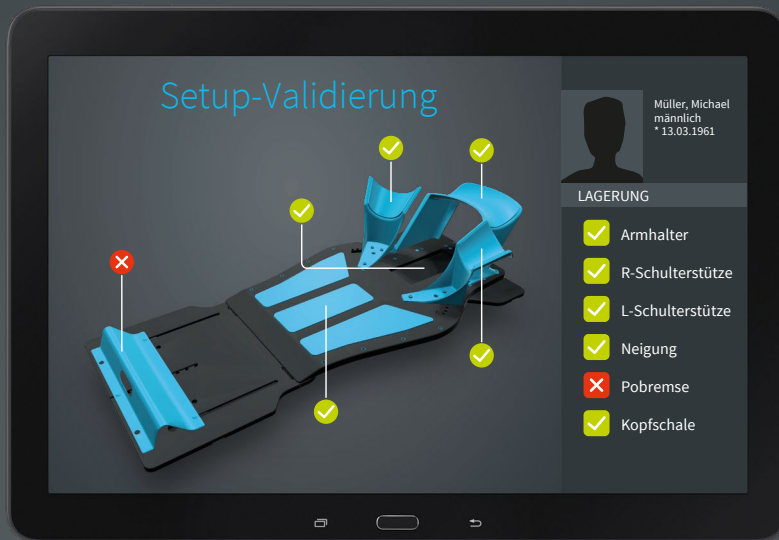 Setup-Validierung
Müller, Michael
männlich
* 13.03.1961
LAGERUNG
Armhalter
R-Schulterstütze
L-Schulterstütze
Neigung
Pobremse
Kopfschale